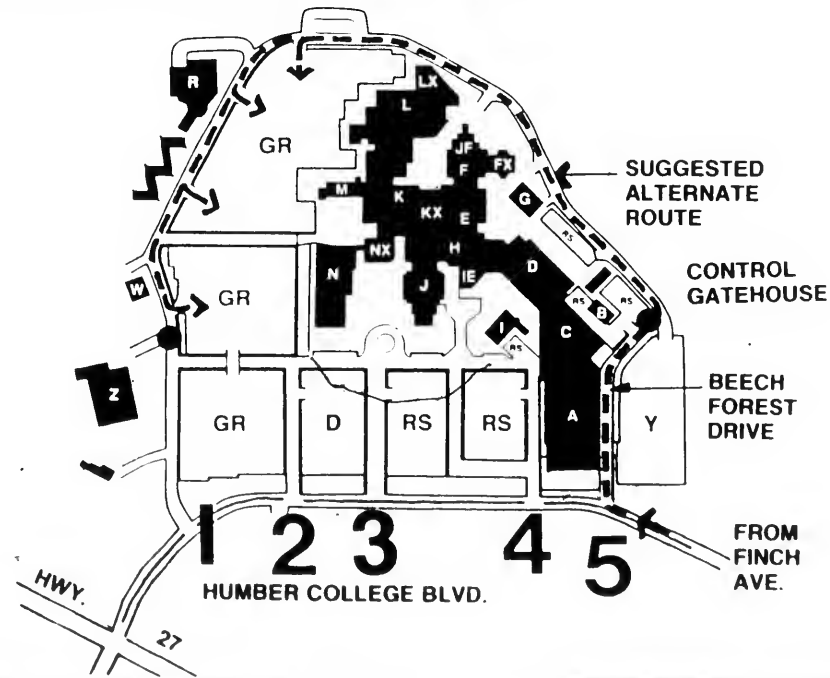 R
LX
L
GR
JF
F
FX
M
K
KX
E
G
RS
SUGGESTED
ALTERNATE
ROUTE
NX
H
D
N
J
IE
W
GR
CONTROL
GATEHOUSE
RS
RS
B
I
RS
C
Z
GR
D
RS
RS
A
Y
BEECH
FOREST
DRIVE
1
2
3
4
5
FROM
FINCH
AVE.
HUMBER COLLEGE BLVD.
HWY.
27